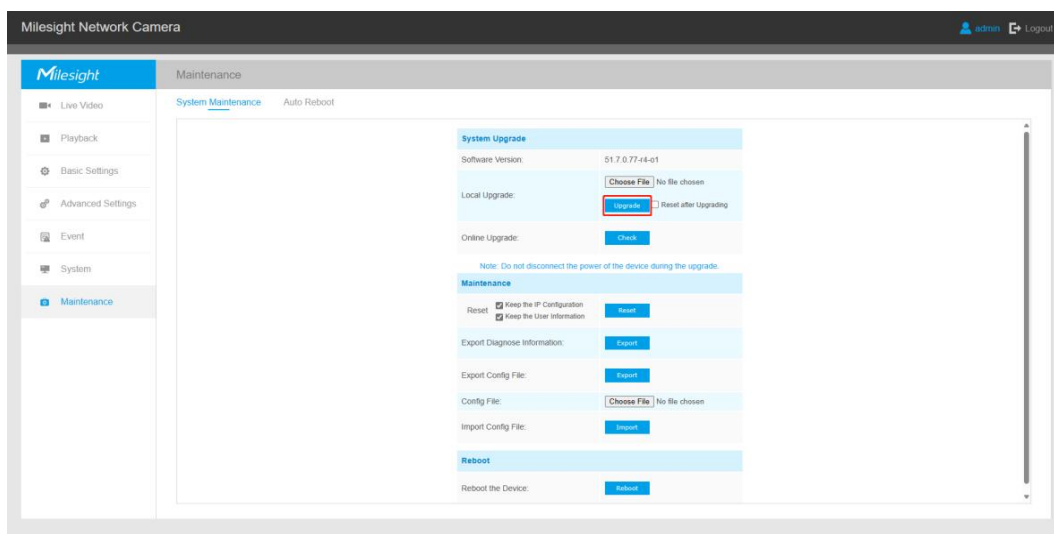 Milesight Network Camera
admin Logout
Milesight
Maintenance
Live Video
System Maintenance Auto Reboot
Playback
Basic Settings
Advanced Settings
Event
System
Maintenance
System Upgrade
Software Version: 51.7.0.77-r4-o1
Local Upgrade: Choose File No file chosen
Upgrade Reset after Upgrading
Online Upgrade: Check
Note: Do not disconnect the power of the device during the upgrade.
Maintenance
Reset Keep the IP Configuration
Keep the User Information Reset
Export Diagnose Information: Export
Export Config File: Export
Config File: Choose File No file chosen
Import Config File: Import
Reboot
Reboot the Device: Reboot